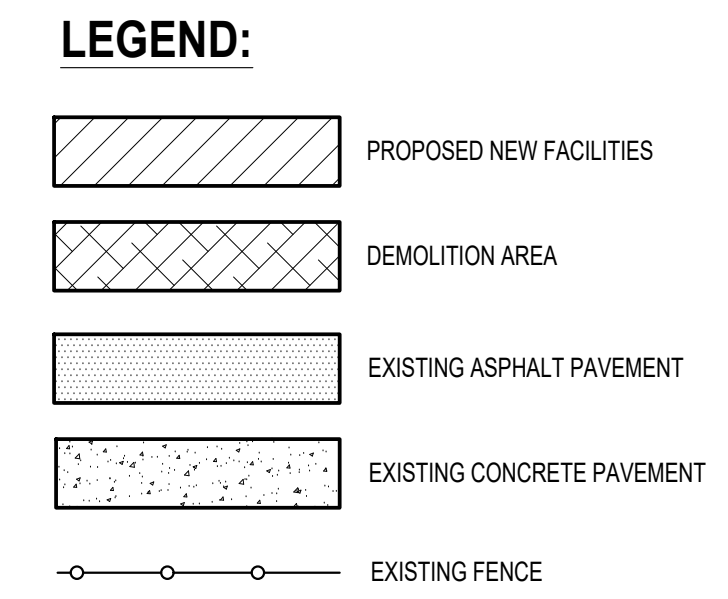 LEGEND:
PROPOSED NEW FACILITIES
DEMOLITION AREA
EXISTING ASPHALT PAVEMENT
EXISTING CONCRETE PAVEMENT
EXISTING FENCE